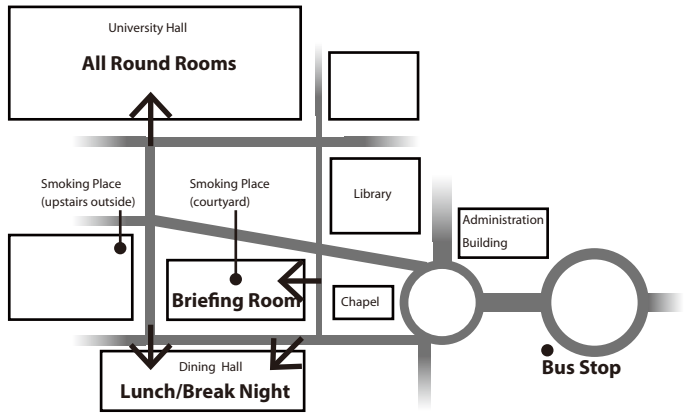 University Hall
All Round Rooms
Smoking Place
(upstairs outside)
Smoking Place
(courtyard)
Library
Administration
Building
Briefing Room
Chapel
Bus Stop
Dining Hall
Lunch/Break Night